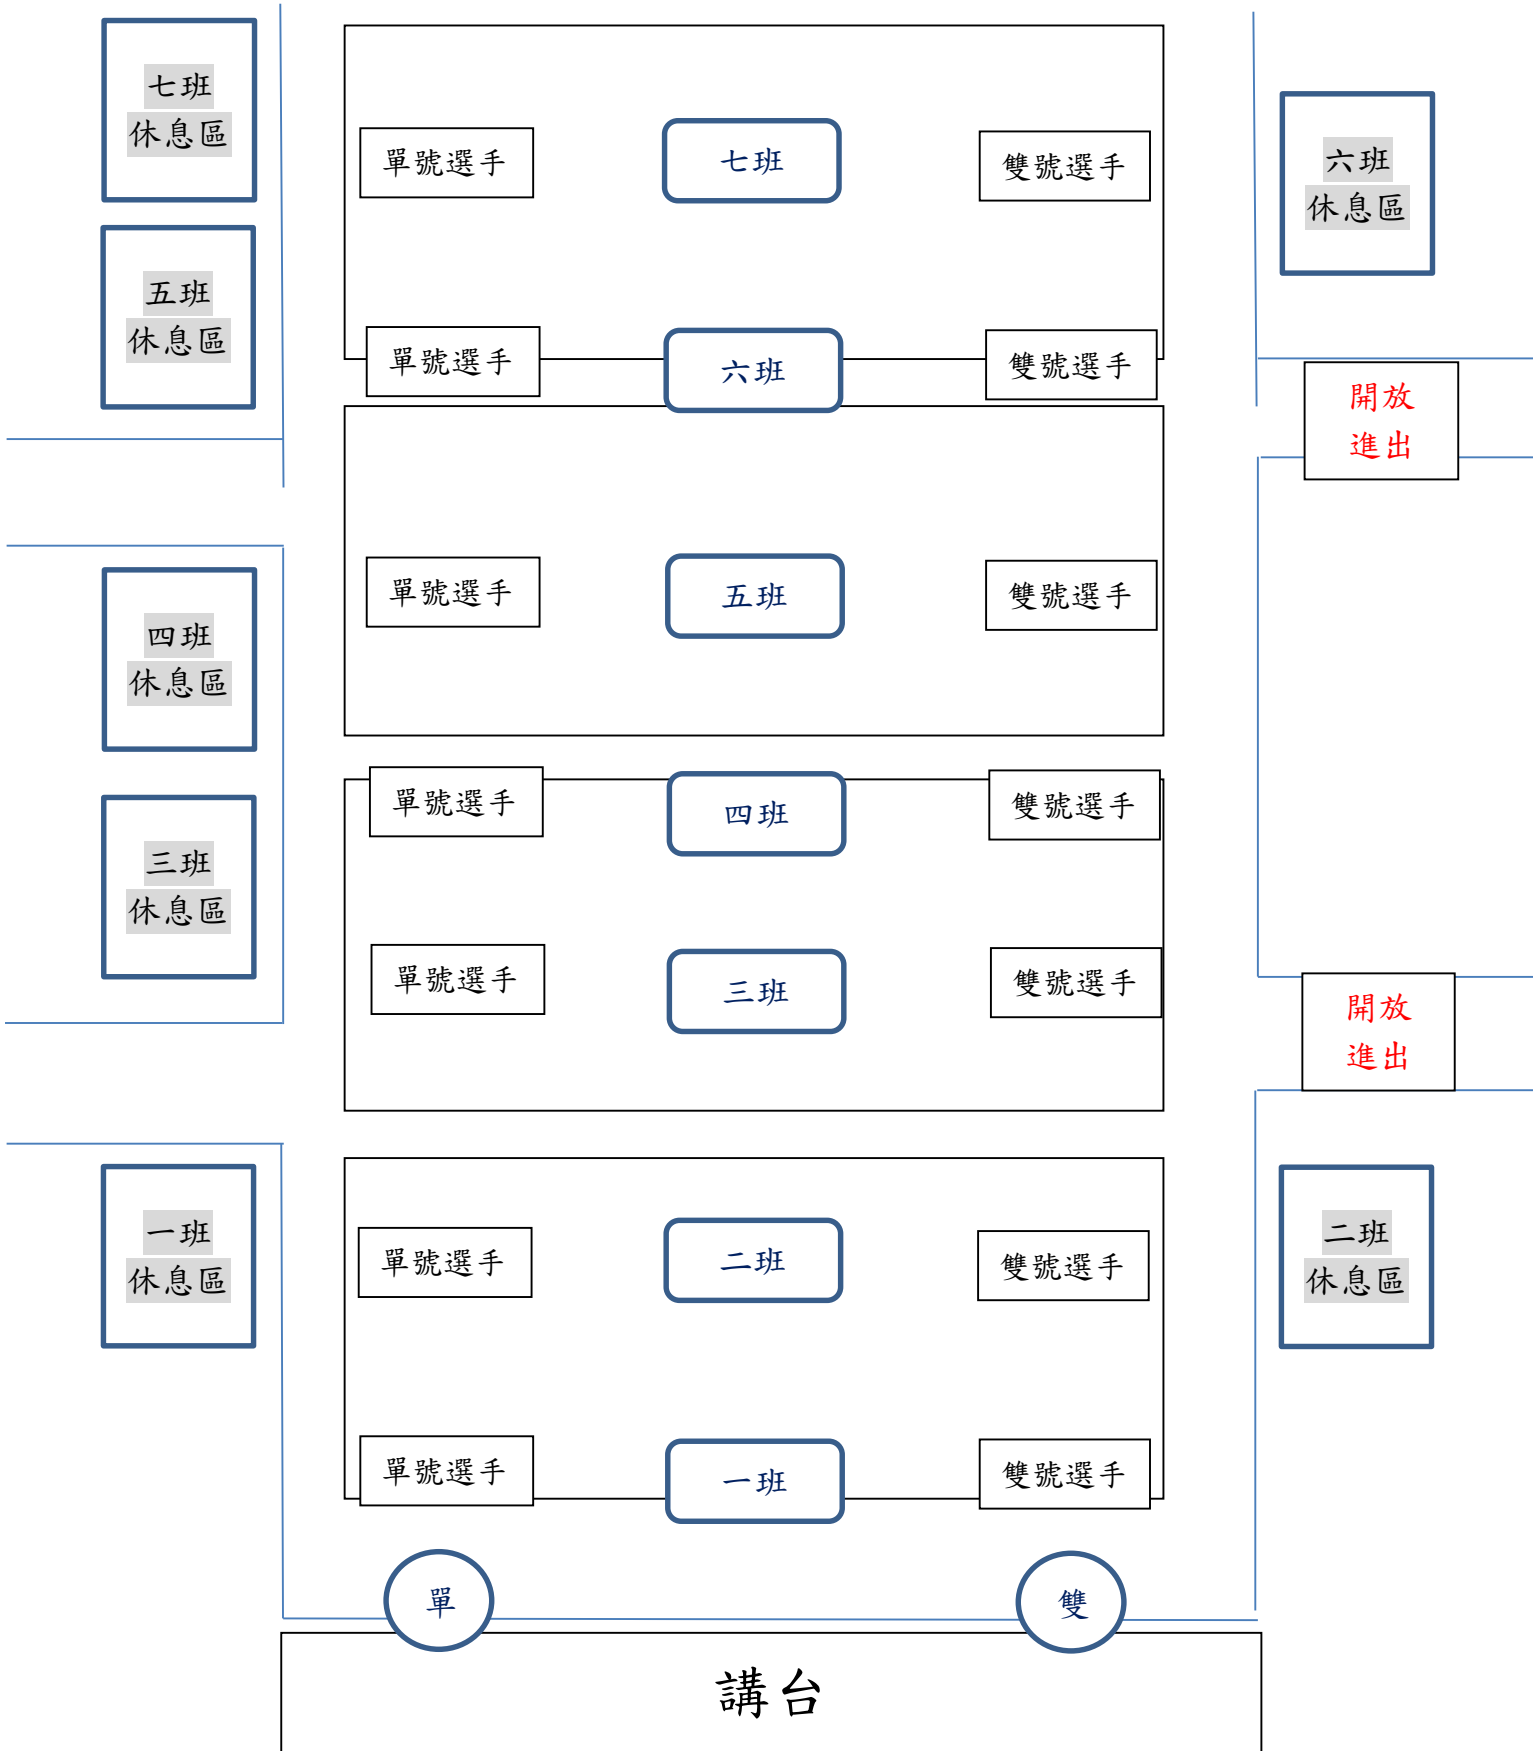 七班
休息區
單號選手
七班
雙號選手
六班
休息區
五班
休息區
單號選手
六班
雙號選手
開放
進出
四班
休息區
單號選手
五班
雙號選手
單號選手
四班
雙號選手
三班
休息區
單號選手
三班
雙號選手
開放
進出
一班
休息區
單號選手
二班
雙號選手
二班
休息區
單號選手
一班
雙號選手
單
雙
講台